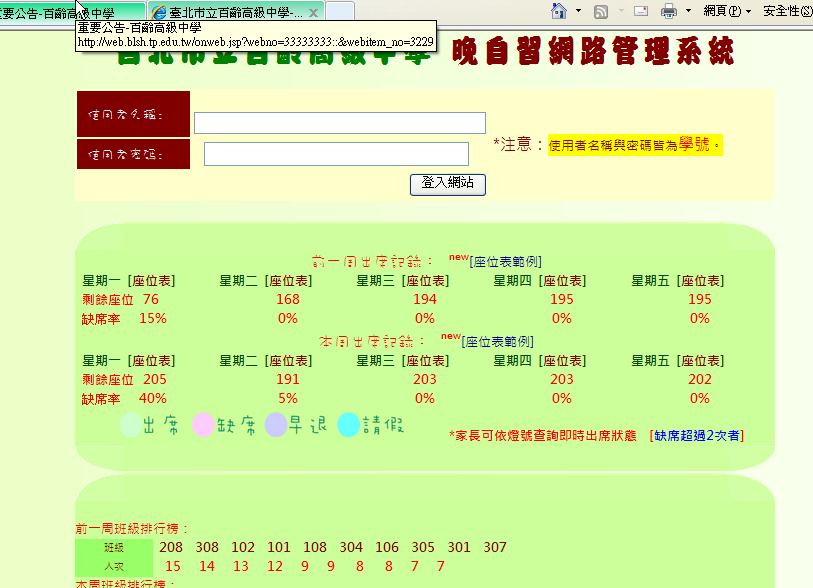 重要公告-百齡高級中學
臺北市立百齡高級中學-...
網頁(P)
安全性(S)
重要公告-百齡高級中學
http://web.blsh.tp.edu.tw/onweb.jsp?webno=33333333::&webitem_no=3229
臺北市立百齡高級中學 晚自習網路管理系統
使用者名稱：
使用者密碼：
*注意：使用者名稱與密碼皆為學號。
登入網站
前一周出席記錄： new[座位表範例]
星期一 [座位表] 星期二 [座位表] 星期三 [座位表] 星期四 [座位表] 星期五 [座位表]
剩餘座位 76 168 194 195 195
缺席率 15% 0% 0% 0% 0%
本周出席記錄： new[座位表範例]
星期一 [座位表] 星期二 [座位表] 星期三 [座位表] 星期四 [座位表] 星期五 [座位表]
剩餘座位 205 191 203 203 202
缺席率 40% 5% 0% 0% 0%
出席 缺席 早退 請假
*家長可依燈號查詢即時出席狀態 [缺席超過2次者]
前一周班級排行榜：
班級 208 308 102 101 108 304 106 305 301 307
人次 15 14 13 12 9 9 8 8 7 7
本周班級排行榜：